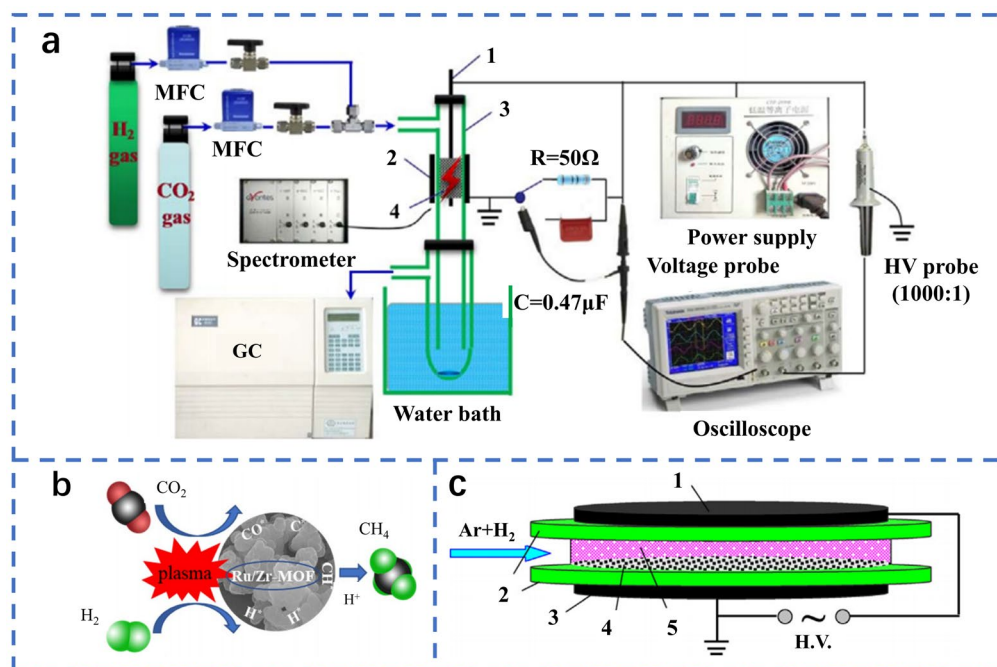 a
1
MFC
3
H₂
gas
MFC
2
R=50Ω
CO₂
gas
4
Power supply
Spectrometer
Voltage probe
HV probe
(1000:1)
C=0.47μF
GC
Water bath
Oscilloscope
b
CO₂
CO*
C*
CH₄
plasma
Ru/Zr-MOF
CH
H₂
H*
H*
H⁺
c
1
Ar+H₂
2
3
4
5
H.V.